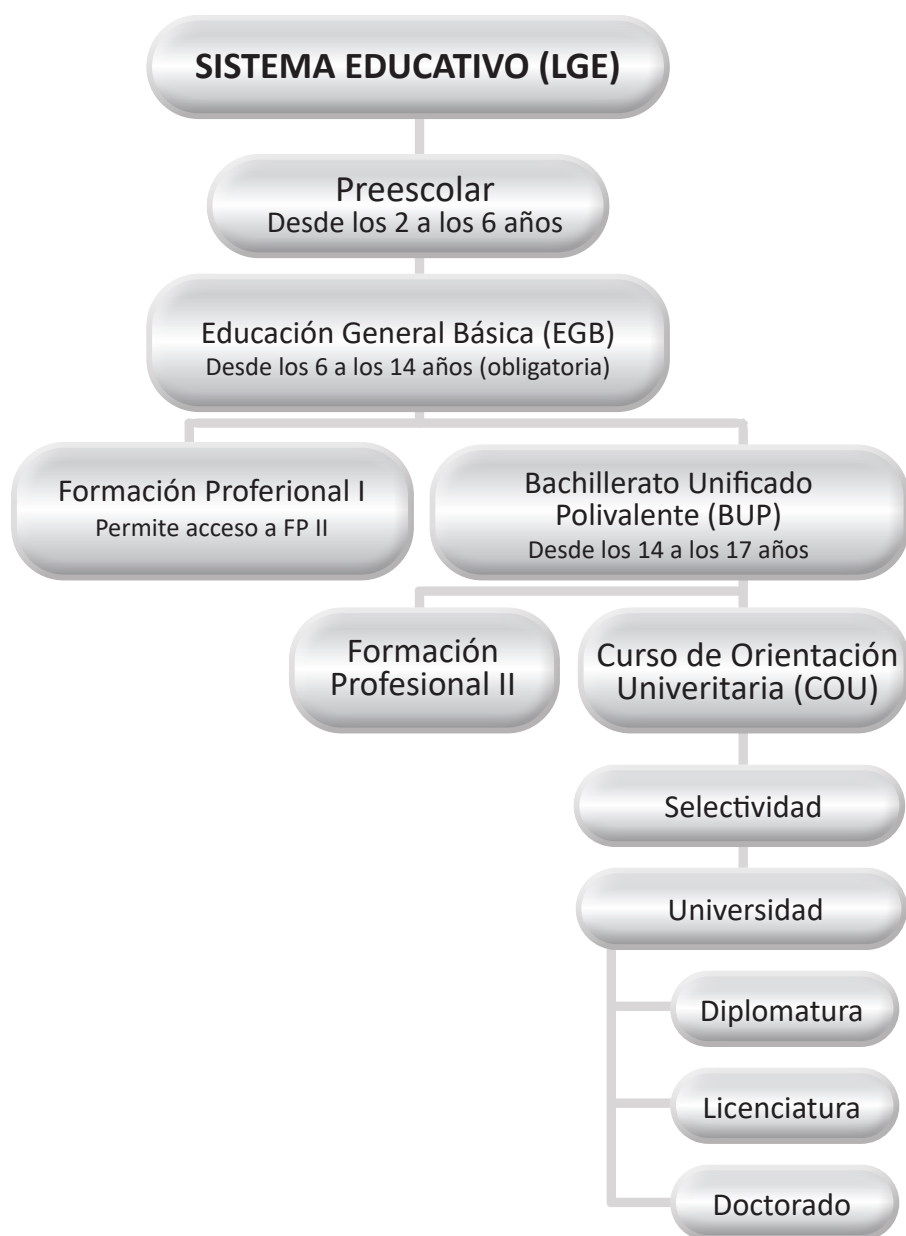 SISTEMA EDUCATIVO (LGE)
Preescolar
Desde los 2 a los 6 años
Educación General Básica (EGB)
Desde los 6 a los 14 años (obligatoria)
Formación Proferional I
Permite acceso a FP II
Bachillerato Unificado
Polivalente (BUP)
Desde los 14 a los 17 años
Formación
Profesional II
Curso de Orientación
Univeritaria (COU)
Selectividad
Universidad
Diplomatura
Licenciatura
Doctorado